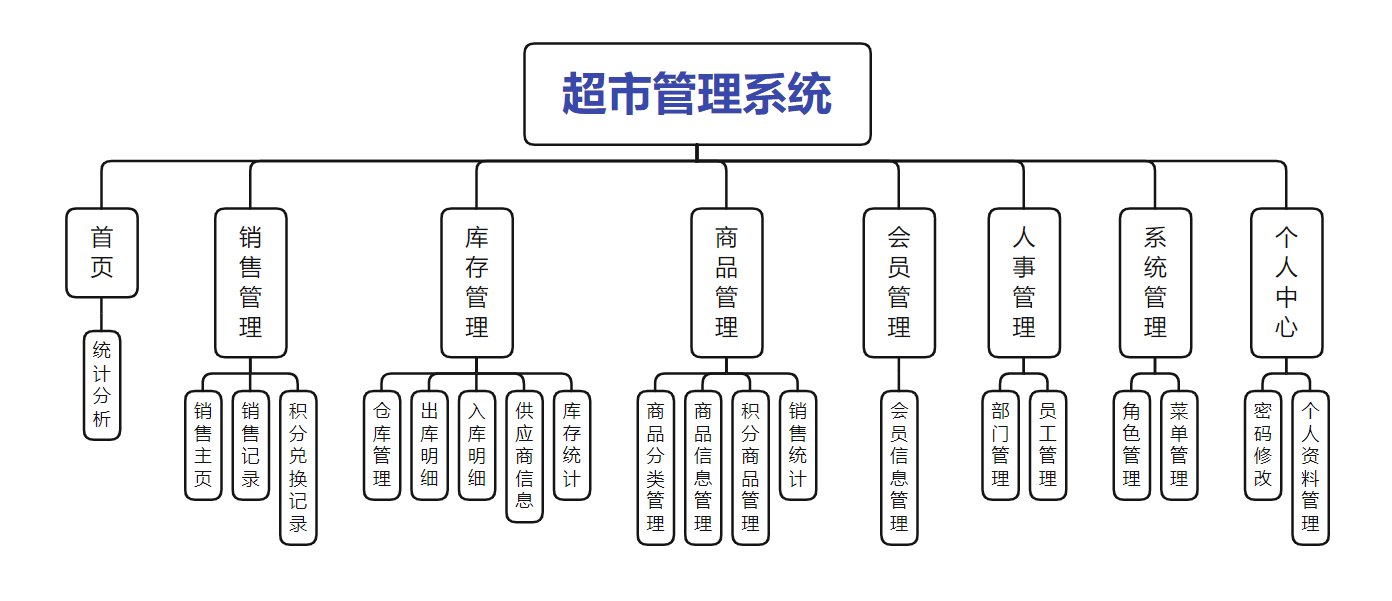 超市管理系统
首页
销售管理
库存管理
商品管理
会员管理
人事管理
系统管理
个人中心
统计分析
销售主页
销售记录
积分兑换记录
仓库管理
出库明细
入库明细
供应商信息
库存统计
商品分类管理
商品信息管理
积分商品管理
销售统计
会员信息管理
部门管理
员工管理
角色管理
菜单管理
密码修改
个人资料管理